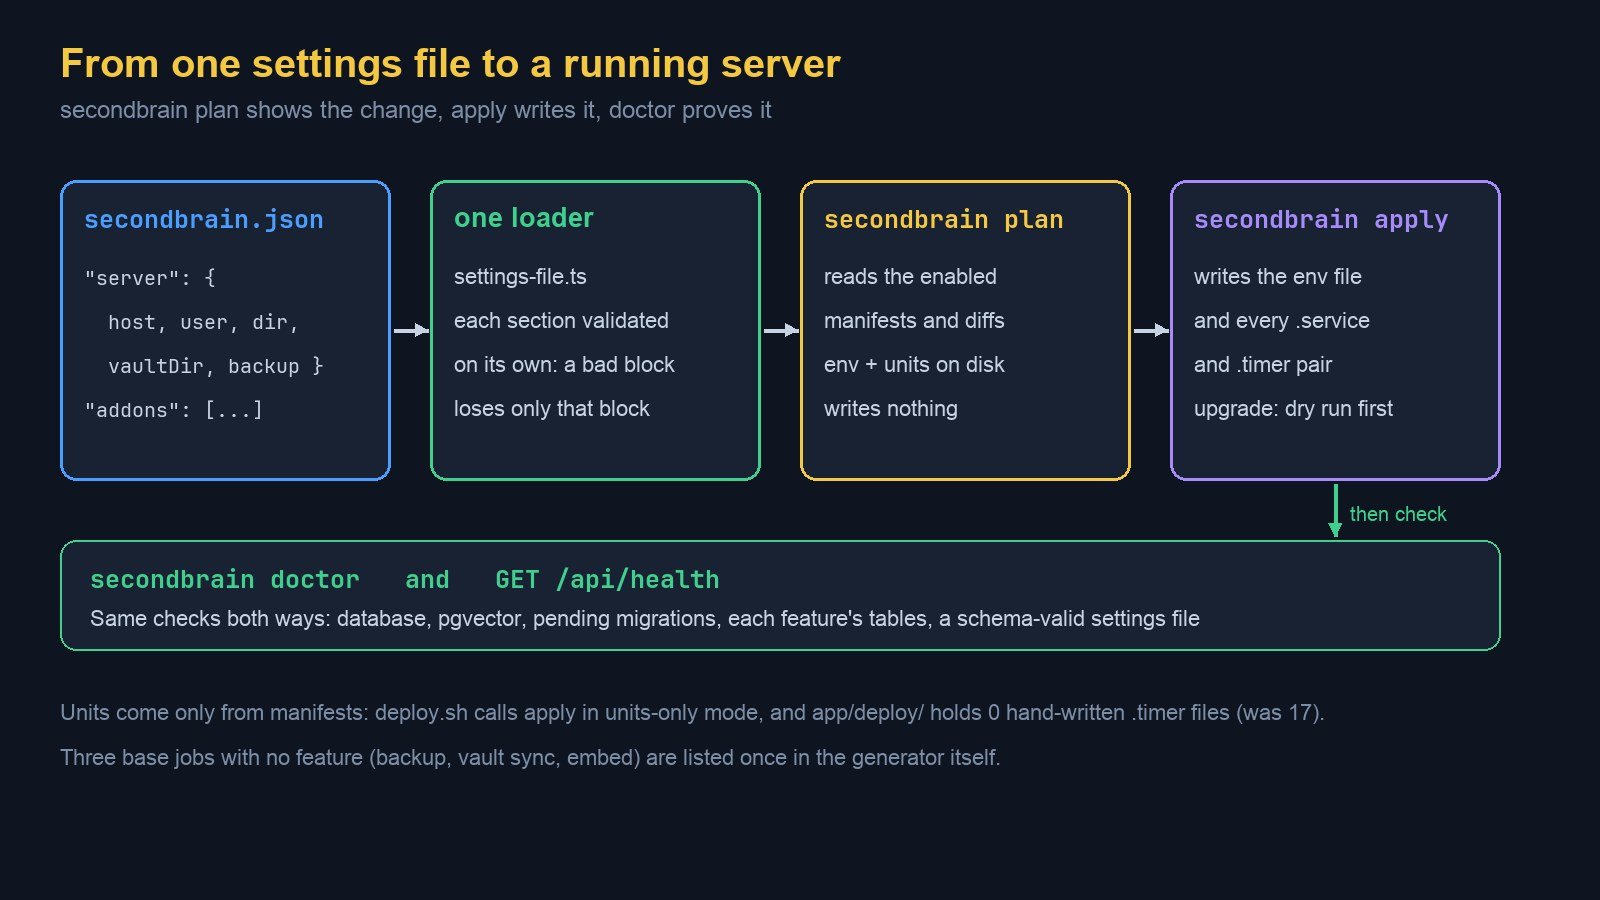 From one settings file to a running server
secondbrain plan shows the change, apply writes it, doctor proves it
secondbrain.json
"server": {
host, user, dir,
vaultDir, backup }
"addons": [...]
one loader
settings-file.ts
each section validated
on its own: a bad block
loses only that block
secondbrain plan
reads the enabled
manifests and diffs
env + units on disk
writes nothing
secondbrain apply
writes the env file
and every .service
and .timer pair
upgrade: dry run first
then check
secondbrain doctor and GET /api/health
Same checks both ways: database, pgvector, pending migrations, each feature's tables, a schema-valid settings file
Units come only from manifests: deploy.sh calls apply in units-only mode, and app/deploy/ holds 0 hand-written .timer files (was 17).
Three base jobs with no feature (backup, vault sync, embed) are listed once in the generator itself.